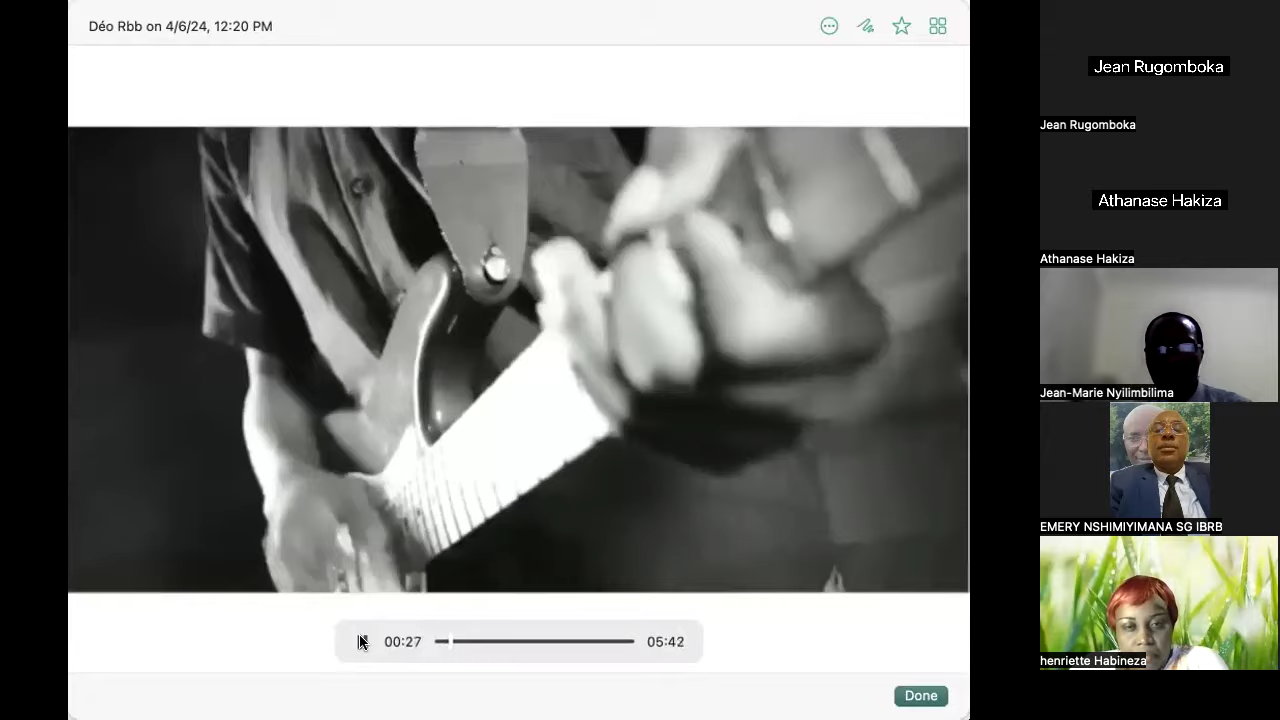 Déo Rbb on 4/6/24, 12:20 PM
00:27
05:42
Done
Jean Rugomboka
Jean Rugomboka
Athanase Hakiza
Athanase Hakiza
Jean-Marie Nyilimbilima
EMERY NSHIMIYIMANA SG IBRB
henriette Habineza